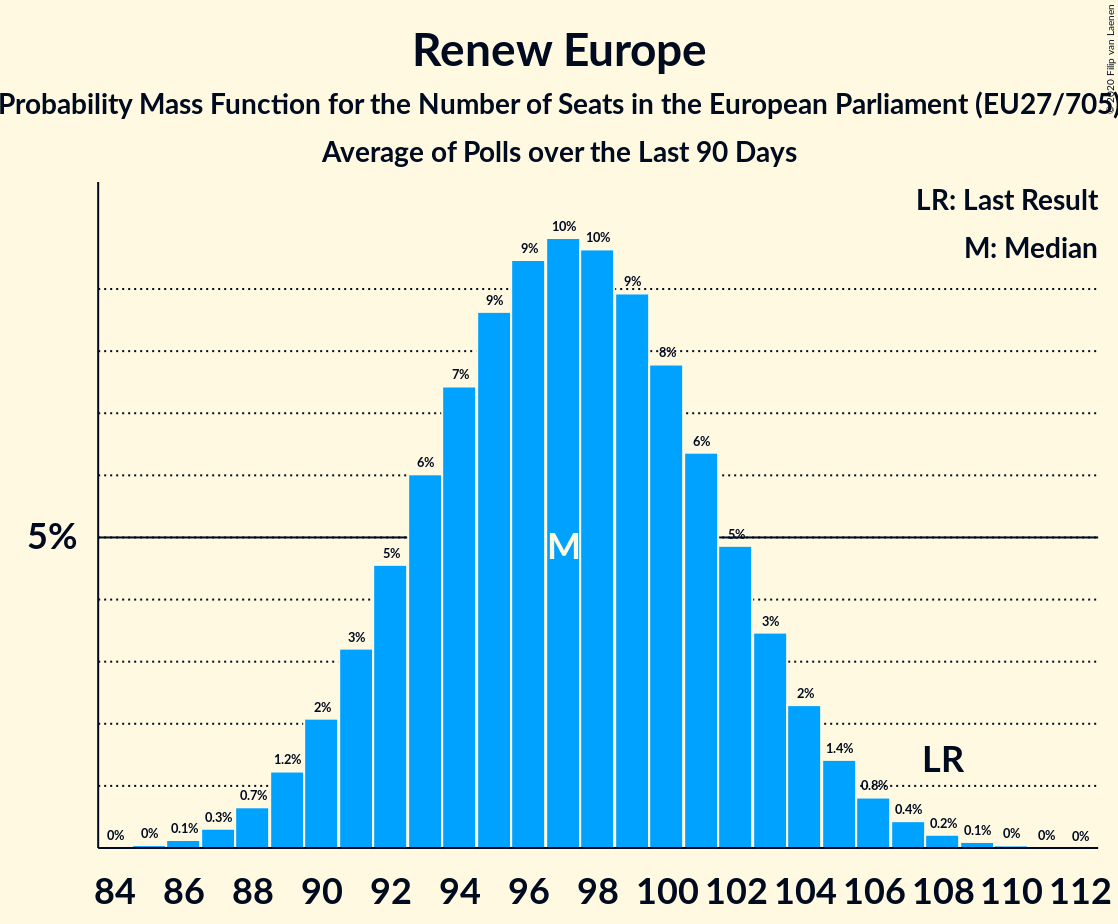 Renew Europe
Probability Mass Function for the Number of Seats in the European Parliament (EU27/705)
Average of Polls over the Last 90 Days
© 2020 Filip van Laenen
LR: Last Result
M: Median
5%
0% 0% 0.1% 0.3% 0.7% 1.2% 2% 3% 5% 6% 7% 9% 9% 10% 10% 9% 8% 6% 5% 3% 2% 1.4% 0.8% 0.4% 0.2% 0.1% 0% 0% 0%
M
LR
84 86 88 90 92 94 96 98 100 102 104 106 108 110 112